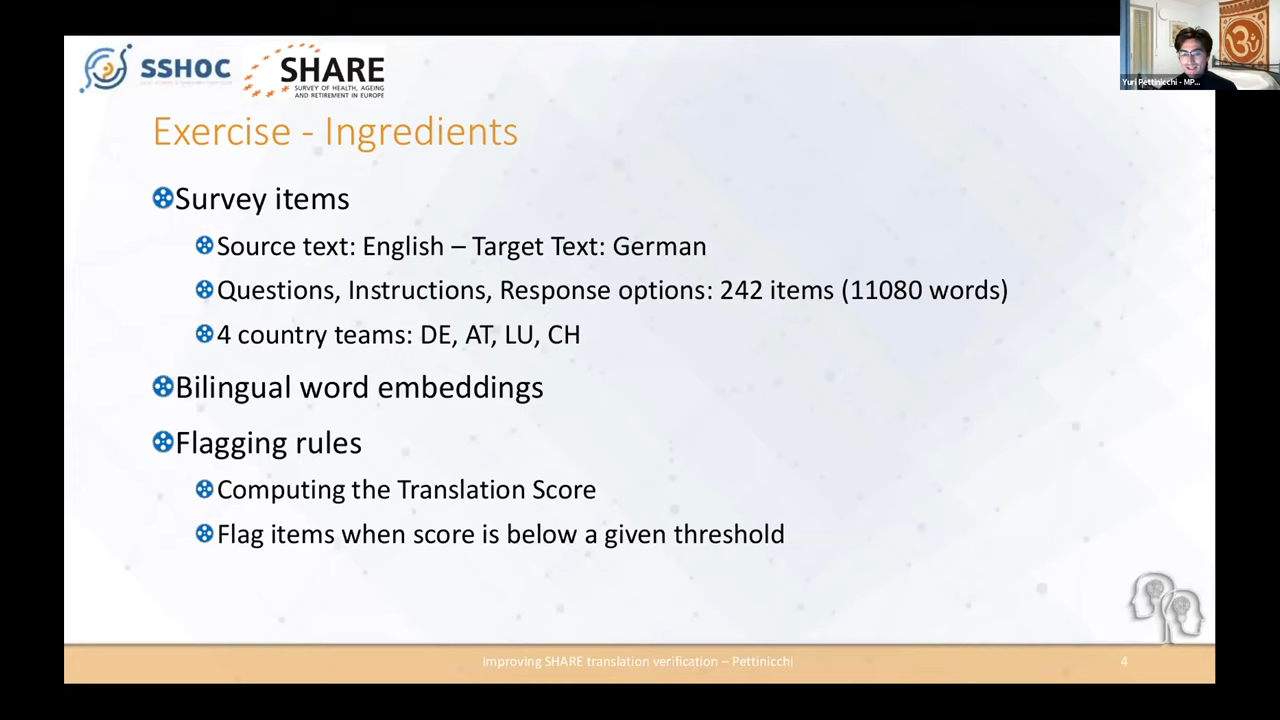 SSHOC
SHARE
SURVEY OF HEALTH, AGEING
AND RETIREMENT IN EUROPE
Yuri Pettinicchi - MP...
Exercise - Ingredients
Survey items
Source text: English – Target Text: German
Questions, Instructions, Response options: 242 items (11080 words)
4 country teams: DE, AT, LU, CH
Bilingual word embeddings
Flagging rules
Computing the Translation Score
Flag items when score is below a given threshold
Improving SHARE translation verification – Pettinicchi
4